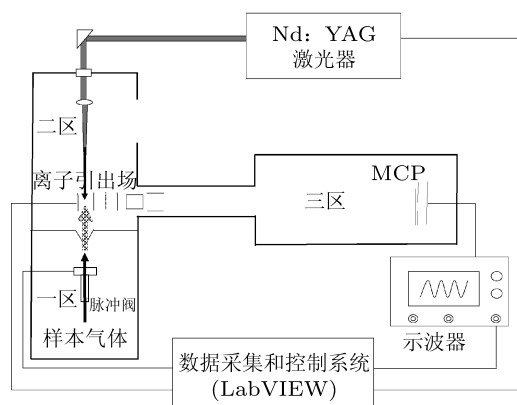 Nd：YAG
激光器
二区
离子引出场
MCP
三区
一区
脉冲阀
样本气体
示波器
数据采集和控制系统
(LabVIEW)